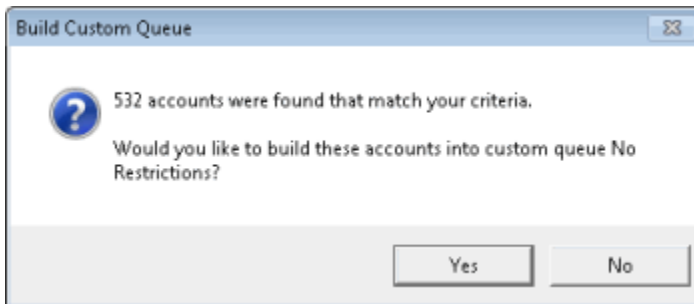 Build Custom Queue
532 accounts were found that match your criteria.
Would you like to build these accounts into custom queue No
Restrictions?
Yes
No